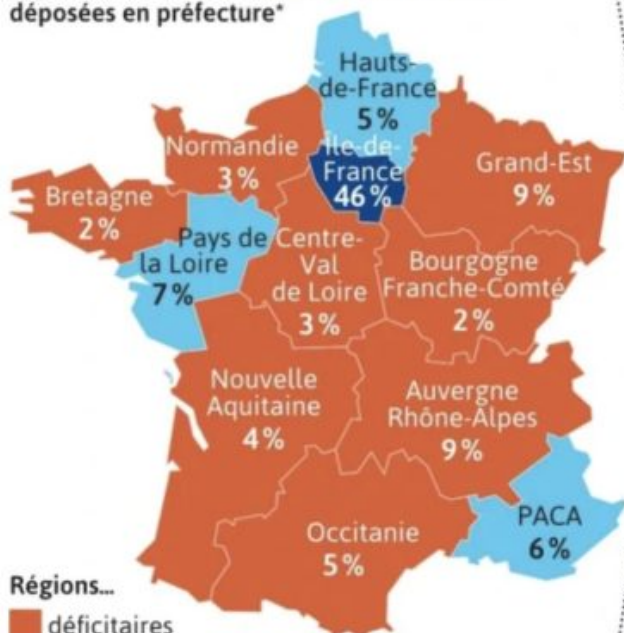 déposées en préfecture*
Hauts-
de-France
5 %
Normandie
3 %
Île-de-
France
46 %
Grand-Est
9 %
Bretagne
2 %
Pays de
la Loire
7 %
Centre-
Val
de Loire
3 %
Bourgogne
Franche-Comté
2 %
Nouvelle
Aquitaine
4 %
Auvergne
Rhône-Alpes
9 %
Occitanie
5 %
PACA
6 %
Régions...
déficitaires